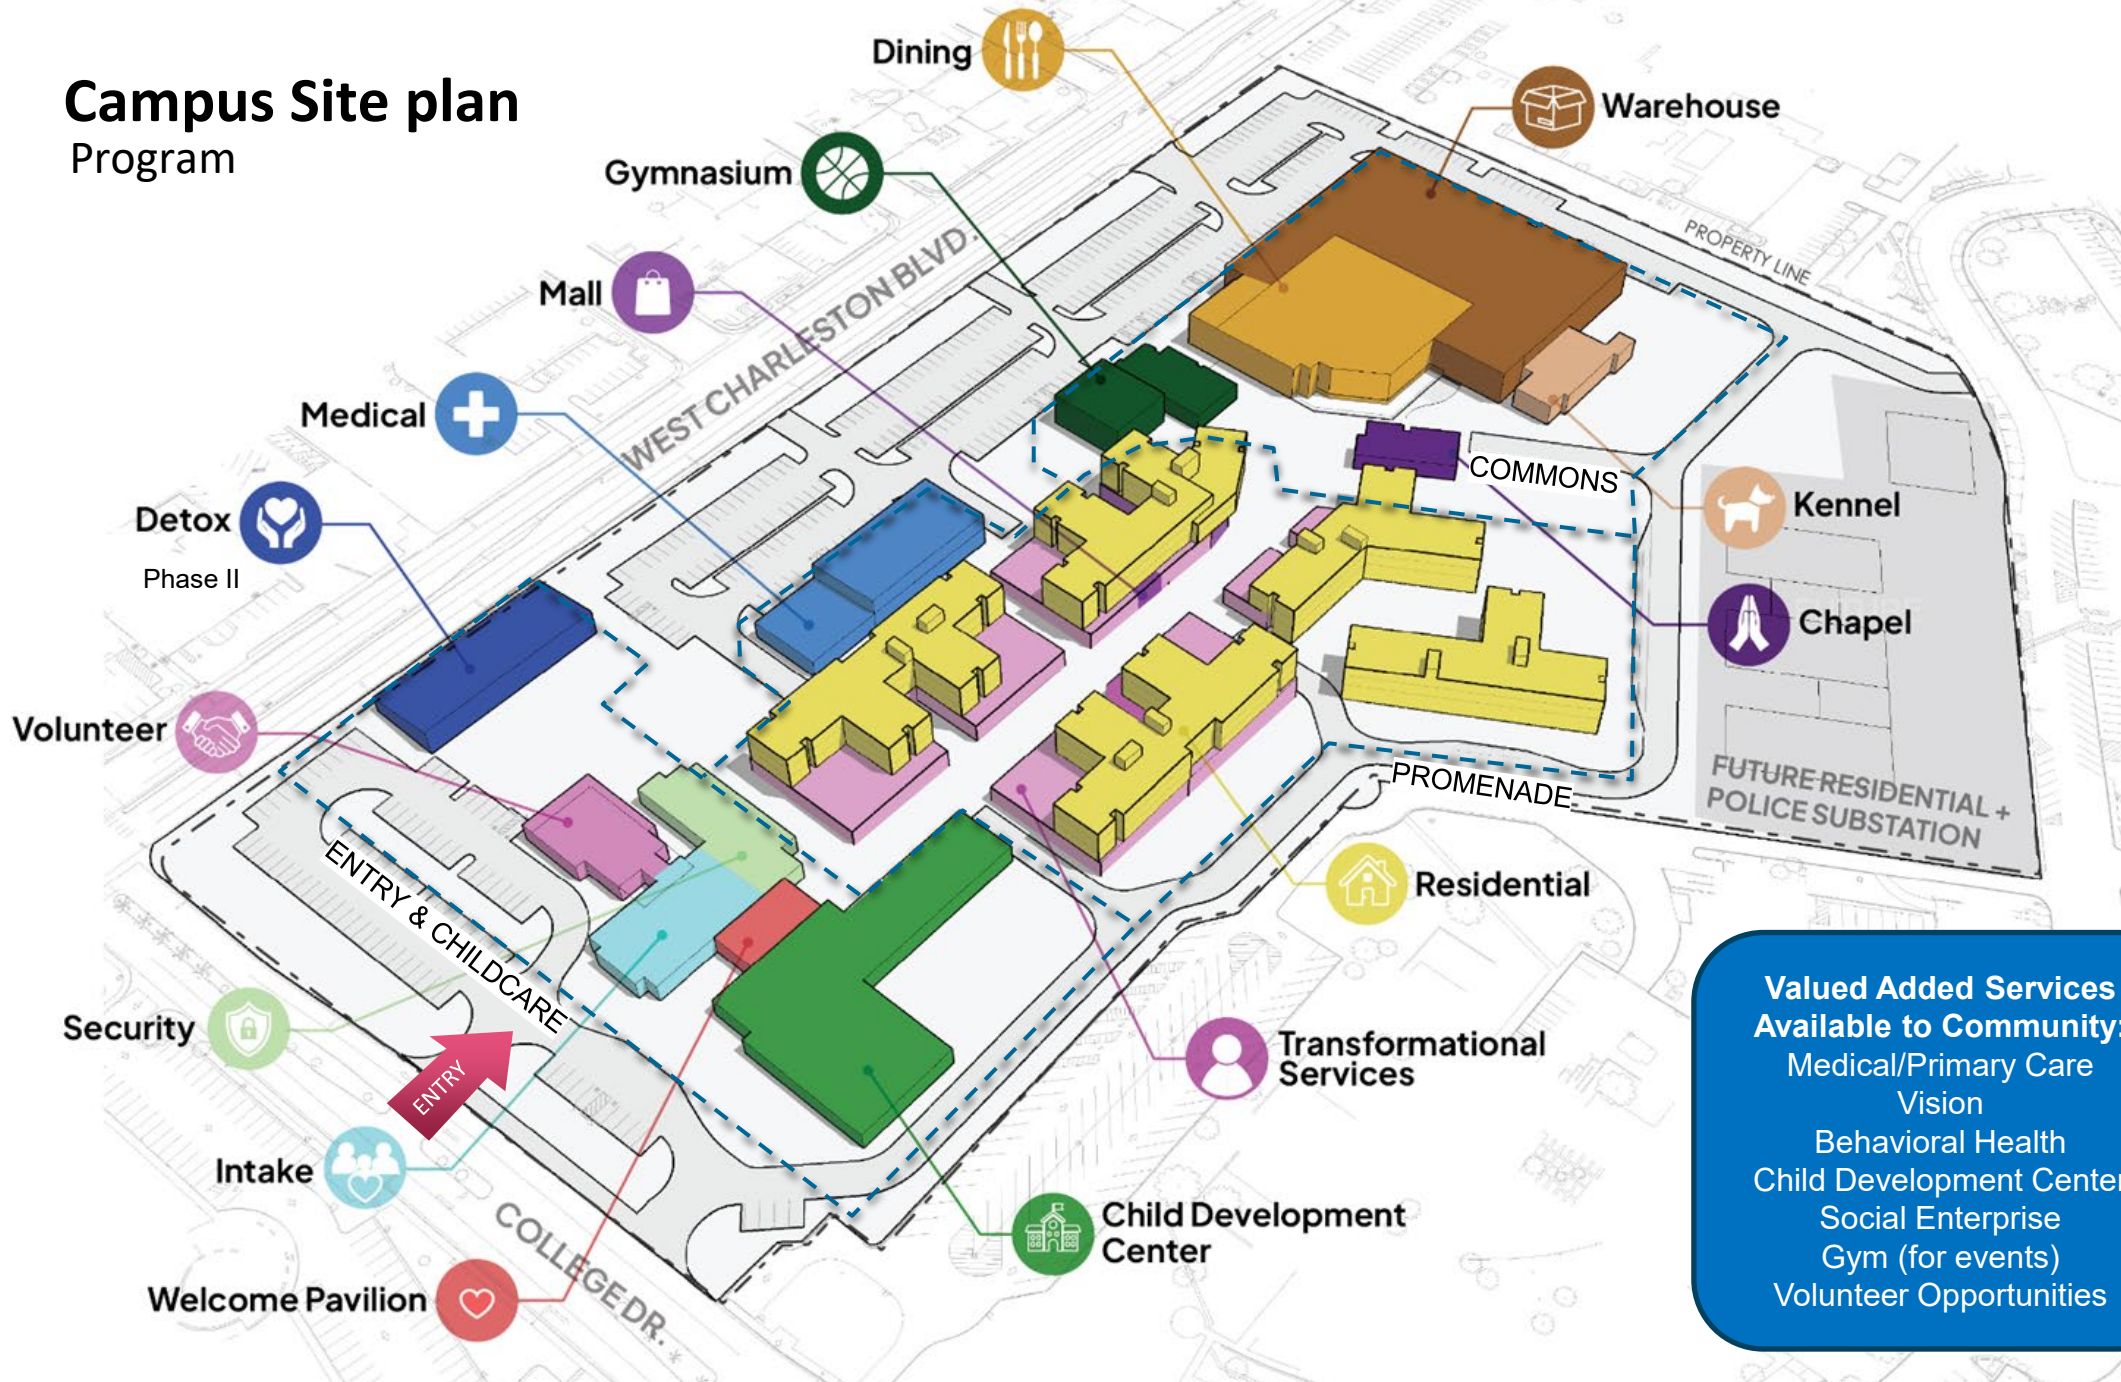 Campus Site plan
Program
Dining
Warehouse
Gymnasium
PROPERTY LINE
Mall
WEST CHARLESTON BLVD.
Medical
COMMONS
Kennel
Detox
Phase II
Chapel
Volunteer
PROMENADE
FUTURE RESIDENTIAL +
POLICE SUBSTATION
ENTRY & CHILDCARE
Residential
Security
ENTRY
Transformational
Services
Intake
COLLEGE DR.
Child Development
Center
Welcome Pavilion
Valued Added Services
Available to Community:
Medical/Primary Care
Vision
Behavioral Health
Child Development Center
Social Enterprise
Gym (for events)
Volunteer Opportunities